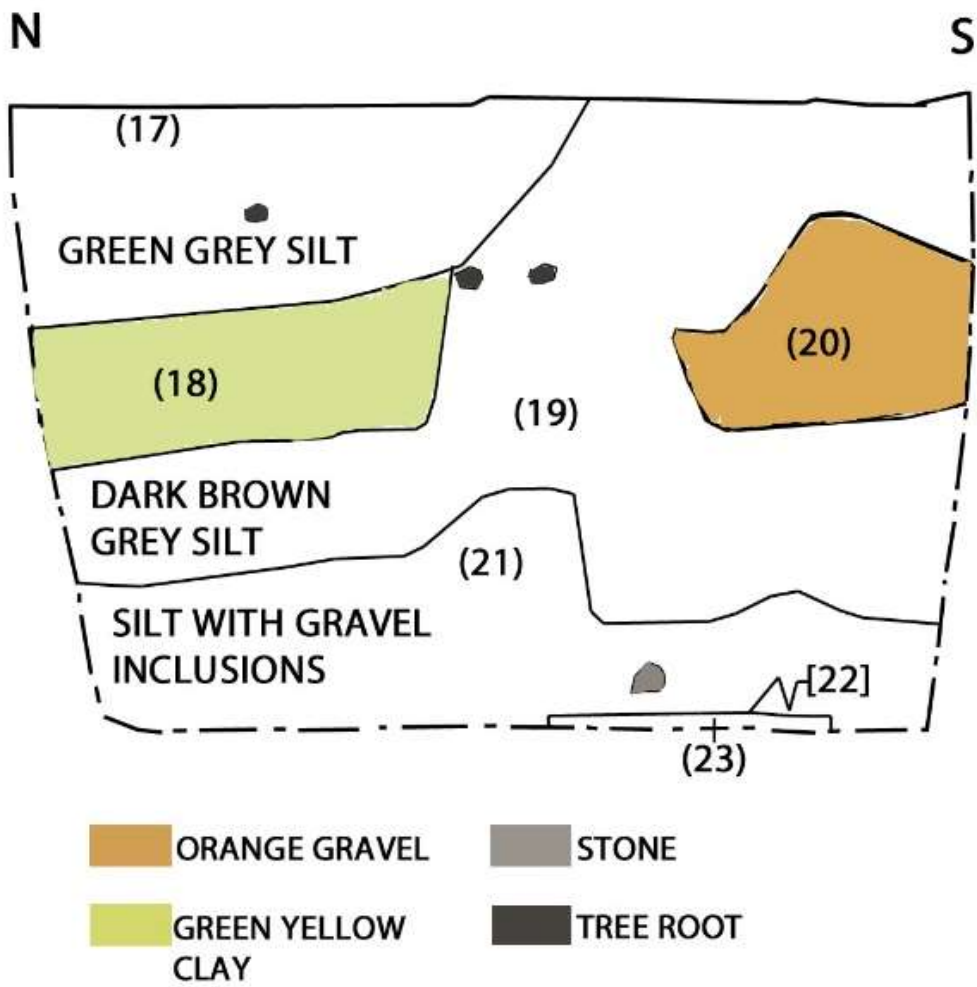 N
S
(17)
GREEN GREY SILT
(18)
(20)
(19)
DARK BROWN
GREY SILT
(21)
SILT WITH GRAVEL
INCLUSIONS
[22]
(23)
ORANGE GRAVEL
STONE
GREEN YELLOW
CLAY
TREE ROOT